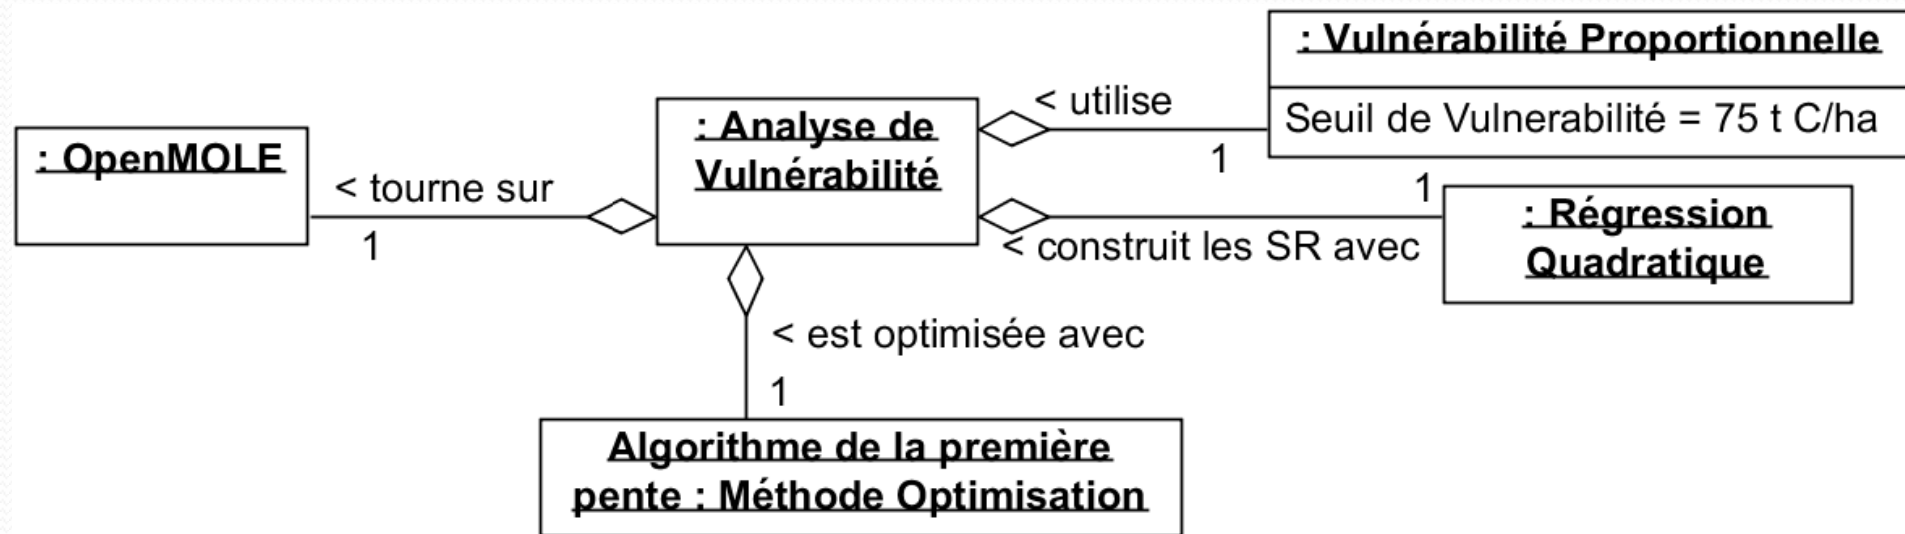 : OpenMOLE
< tourne sur
1
: Analyse de
Vulnérabilité
< utilise
1
: Vulnérabilité Proportionnelle
Seuil de Vulnerabilité = 75 t C/ha
1
< construit les SR avec
: Régression
Quadratique
< est optimisée avec
1
Algorithme de la première
pente : Méthode Optimisation